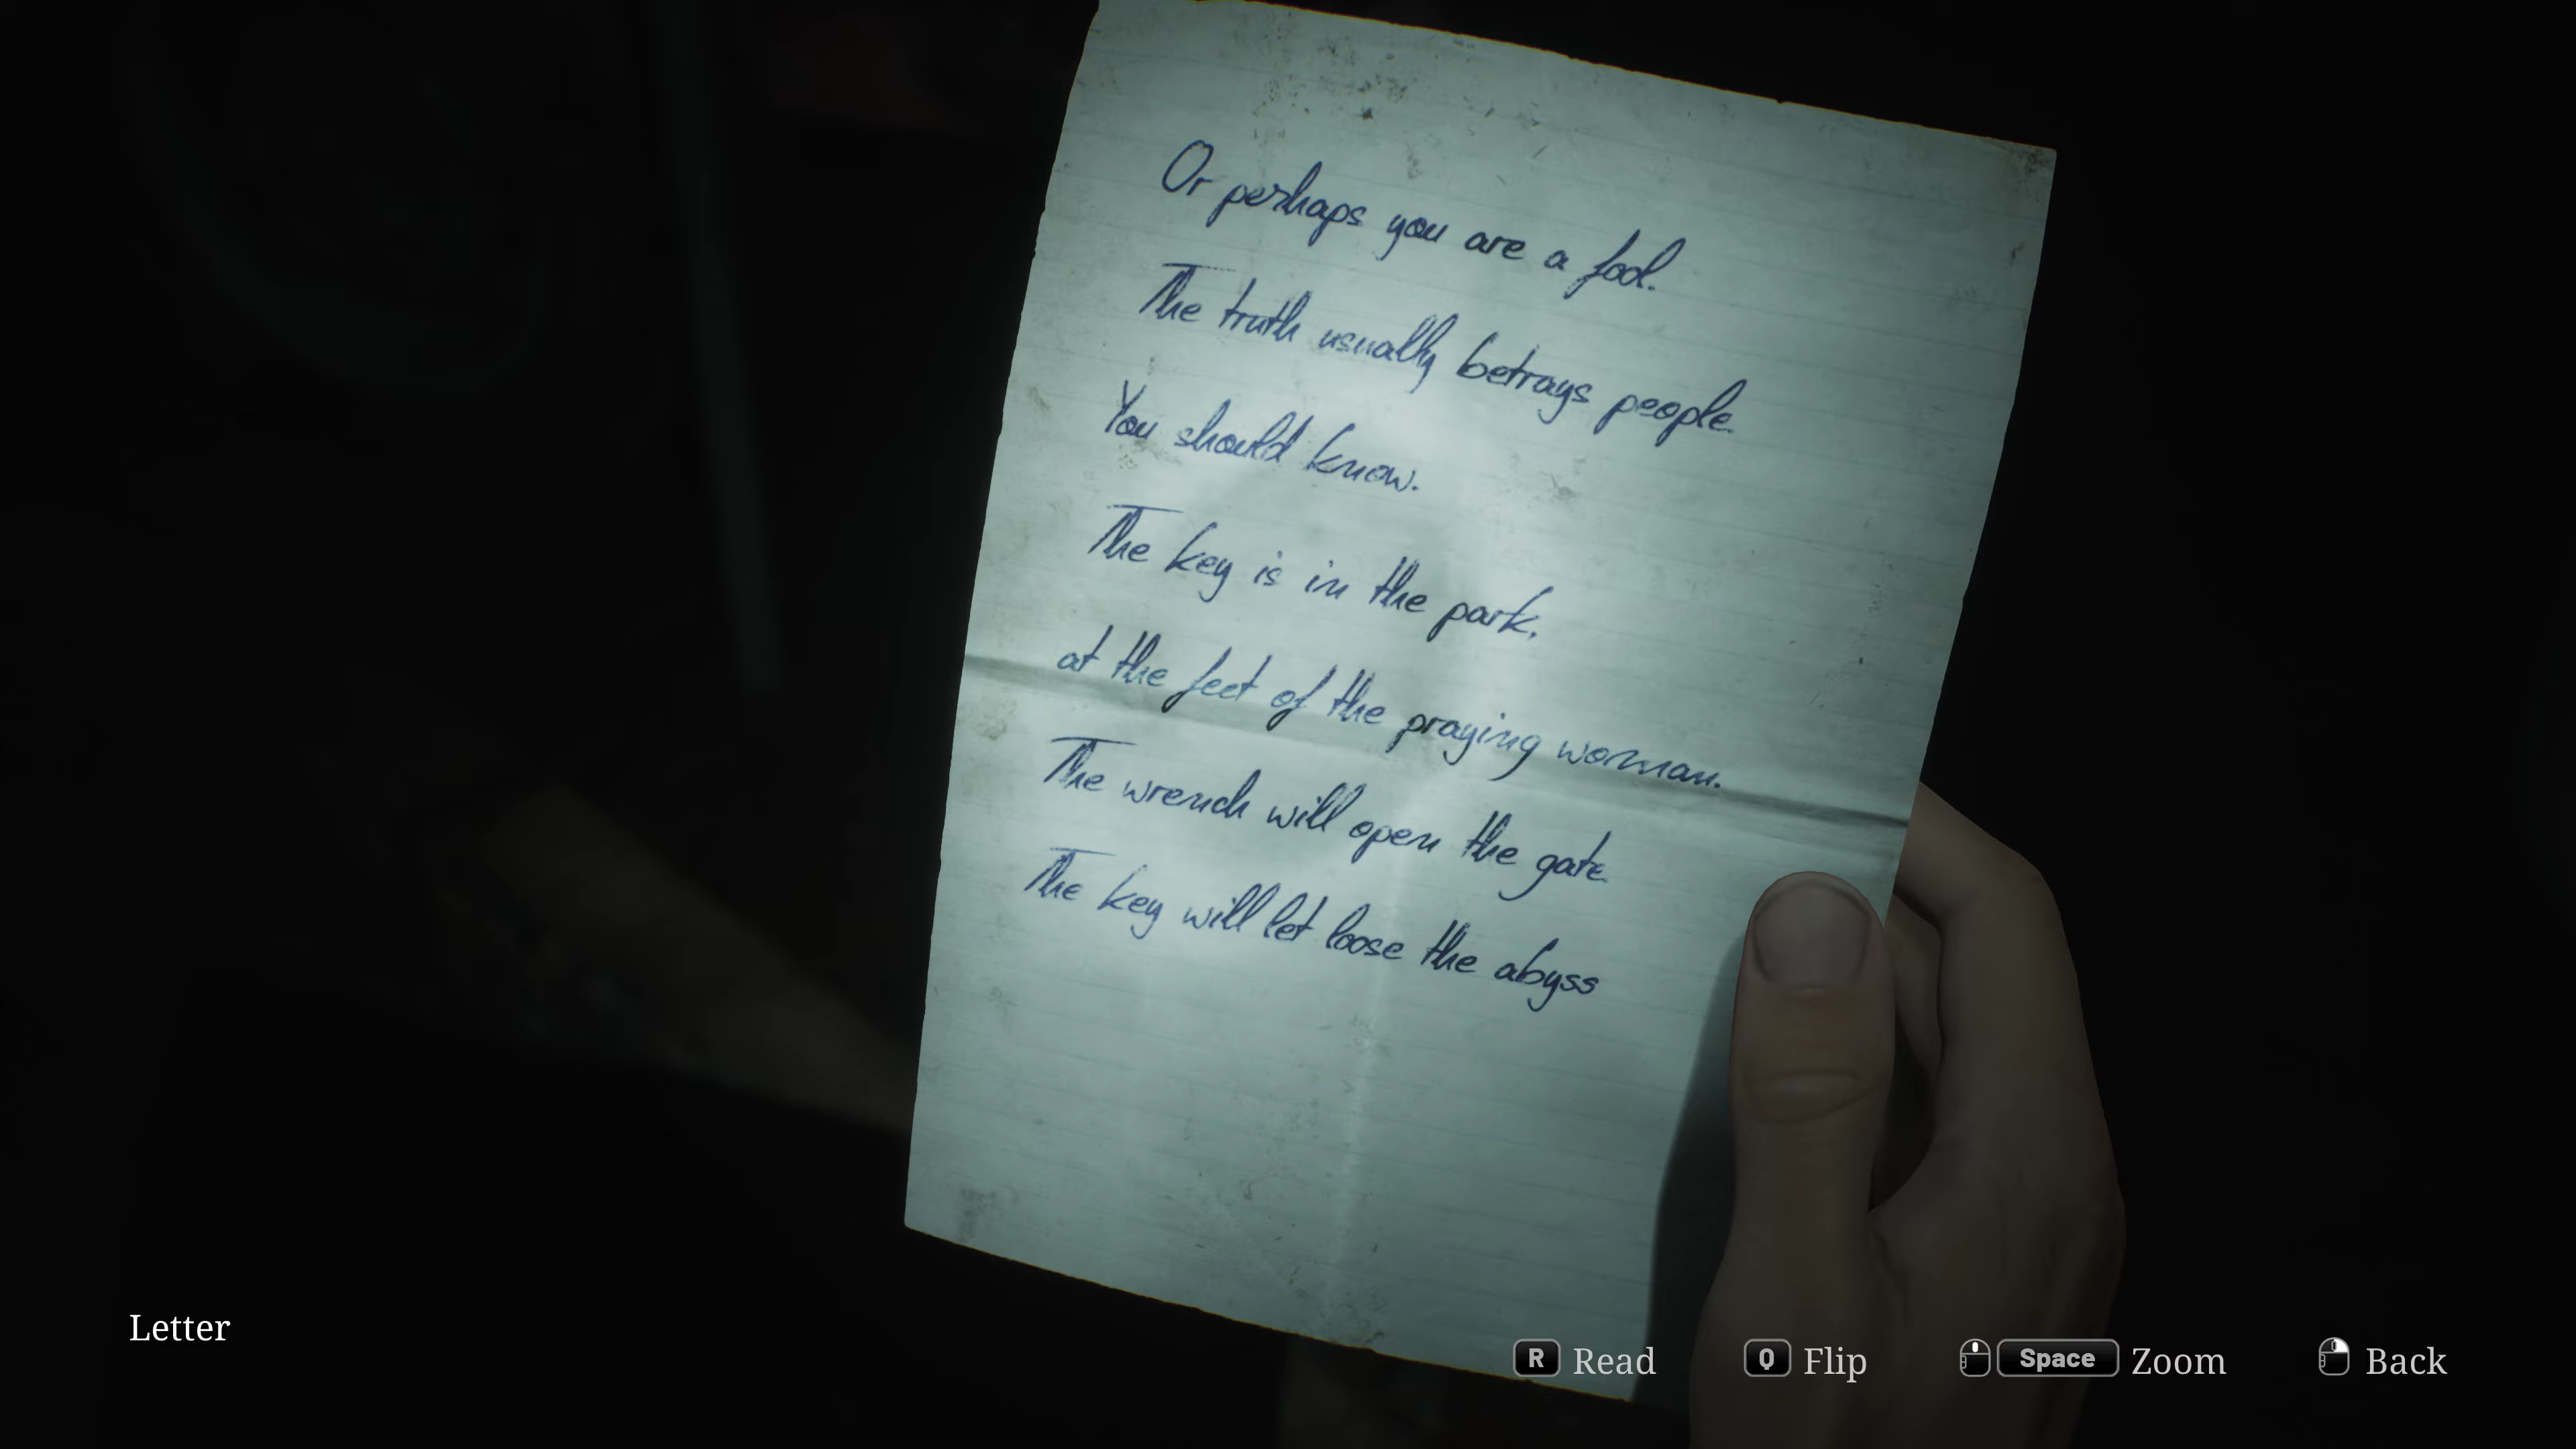 Or perhaps you are a fool.
The truth usually betrays people.
You should know.
The key is in the park,
at the feet of the praying woman.
The wrench will open the gate.
The key will let loose the abyss
Letter
R Read Q Flip Space Zoom Back